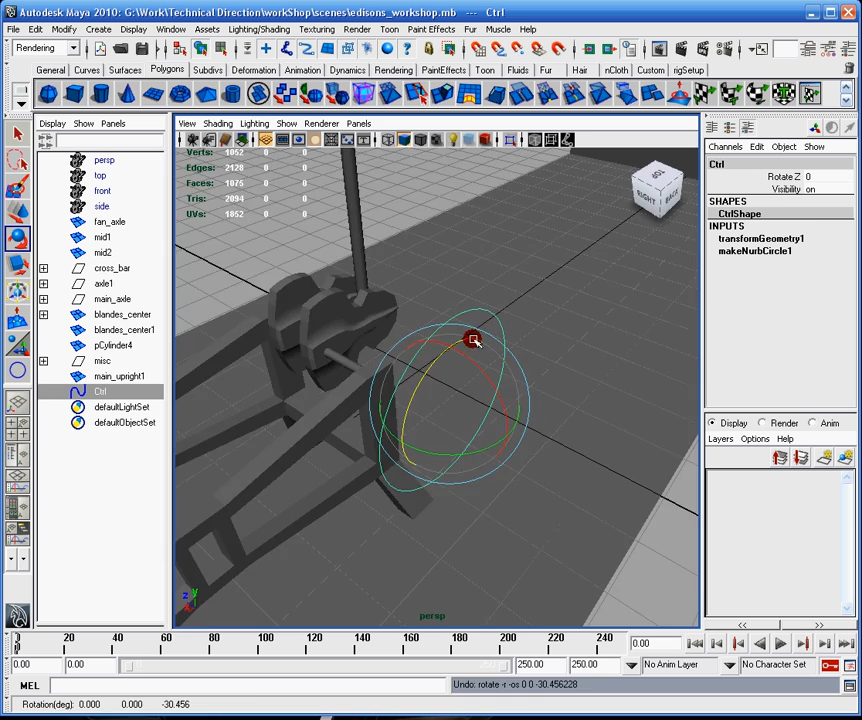 Autodesk Maya 2010: G:\Work\Technical Direction\workShop\scenes\edisons_workshop.mb --- Ctrl
File Edit Modify Create Display Window Assets Lighting/Shading Texturing Render Toon Paint Effects Fur Muscle Help
Rendering
General Curves Surfaces Polygons Subdivs Deformation Animation Dynamics Rendering PaintEffects Toon Fluids Fur Hair nCloth Custom rigSetup
Display Show Panels
View Shading Lighting Show Renderer Panels
Channels Edit Object Show
Verts: 1052 0 0
Edges: 2128 0 0
Faces: 1075 0 0
Tris: 2094 0 0
UVs: 1852 0 0
TOP
RIGHT
BACK
persp
top
front
side
fan_axle
mid1
mid2
cross_bar
axle1
main_axle
blandes_center
blandes_center1
pCylinder4
misc
main_upright1
Ctrl
defaultLightSet
defaultObjectSet
Ctrl
Rotate Z 0
Visibility on
SHAPES
CtrlShape
INPUTS
transformGeometry1
makeNurbCircle1
Display Render Anim
Layers Options Help
persp
20 40 60 80 100 120 140 160 180 200 220 240
0.00
0.00 0.00 250.00 250.00 No Anim Layer No Character Set
MEL
Undo: rotate -r -os 0 0 -30.456228
Rotation(deg): 0.000 0.000 -30.456